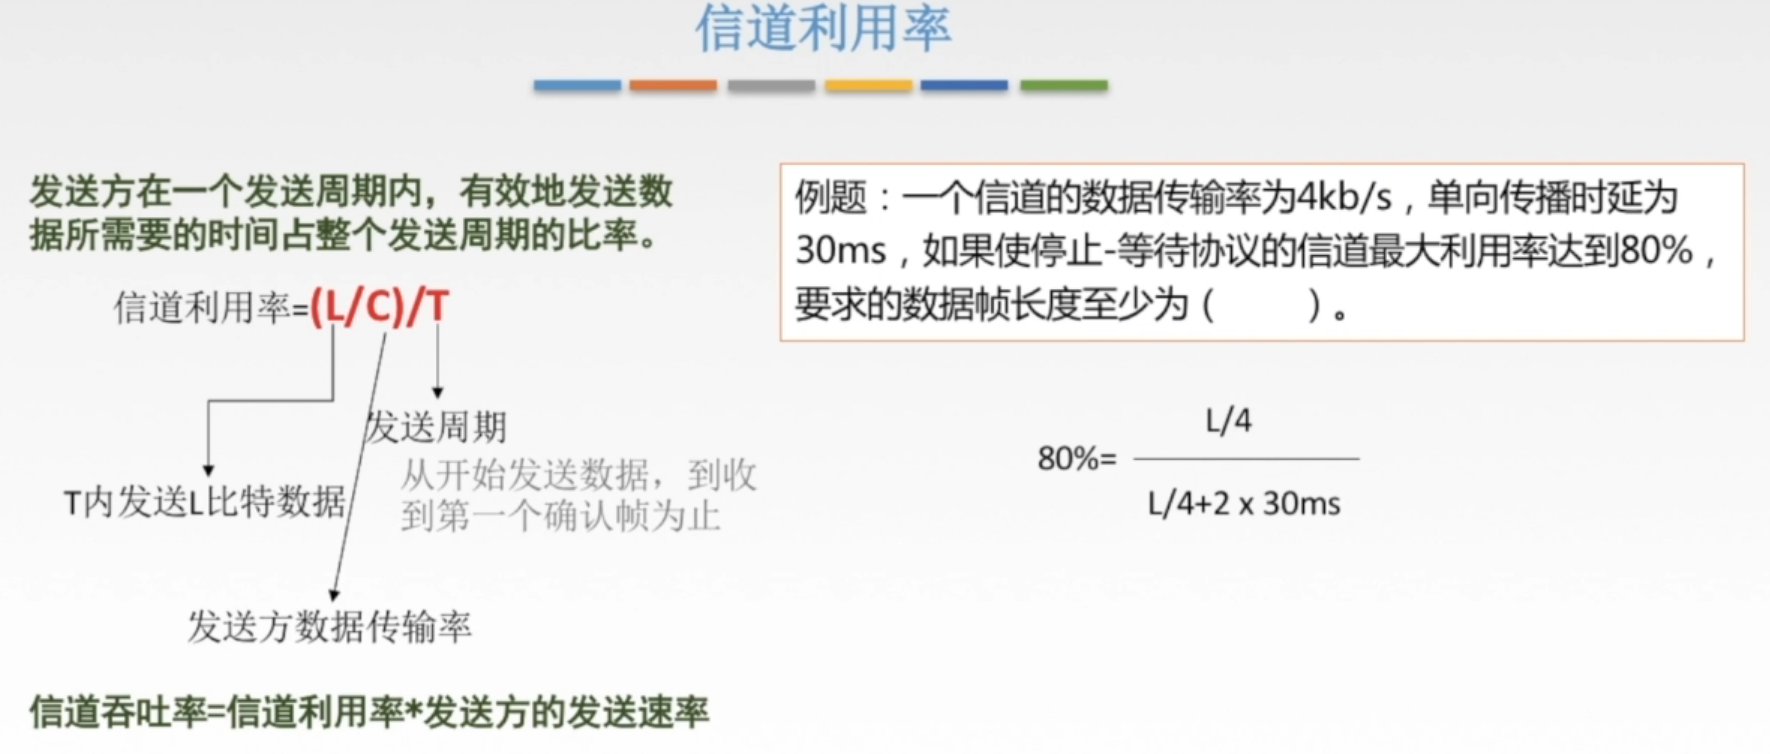 信道利用率
发送方在一个发送周期内，有效地发送数
据所需要的时间占整个发送周期的比率。
信道利用率=(L/C)/T
发送周期
从开始发送数据，到收
到第一个确认帧为止
T内发送L比特数据
发送方数据传输率
信道吞吐率=信道利用率*发送方的发送速率
例题：一个信道的数据传输率为4kb/s，单向传播时延为
30ms，如果使停止-等待协议的信道最大利用率达到80%，
要求的数据帧长度至少为（ ）。
L/4
80%=
L/4+2 x 30ms